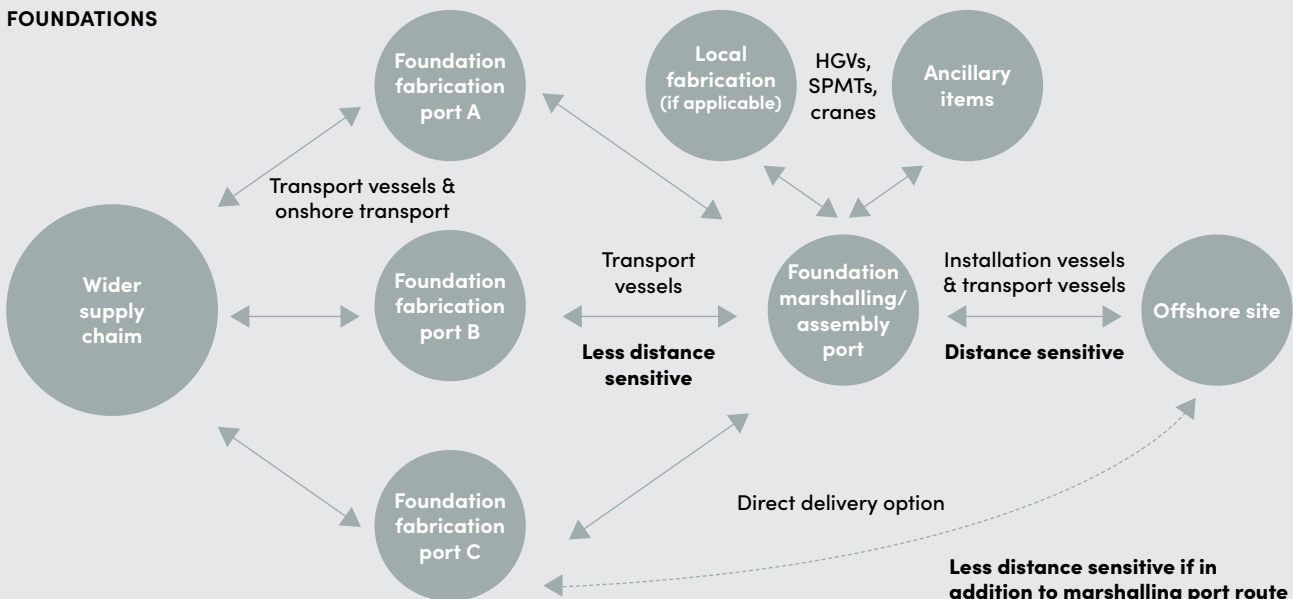 FOUNDATIONS
Foundation
fabrication
port A
Local
fabrication
(if applicable)
HGVs,
SPMTs,
cranes
Ancillary
items
Transport vessels &
onshore transport
Wider
supply
chaim
Foundation
fabrication
port B
Transport
vessels
Less distance
sensitive
Foundation
marshalling/
assembly
port
Installation vessels
& transport vessels
Distance sensitive
Offshore site
Foundation
fabrication
port C
Direct delivery option
Less distance sensitive if in
addition to marshalling port route